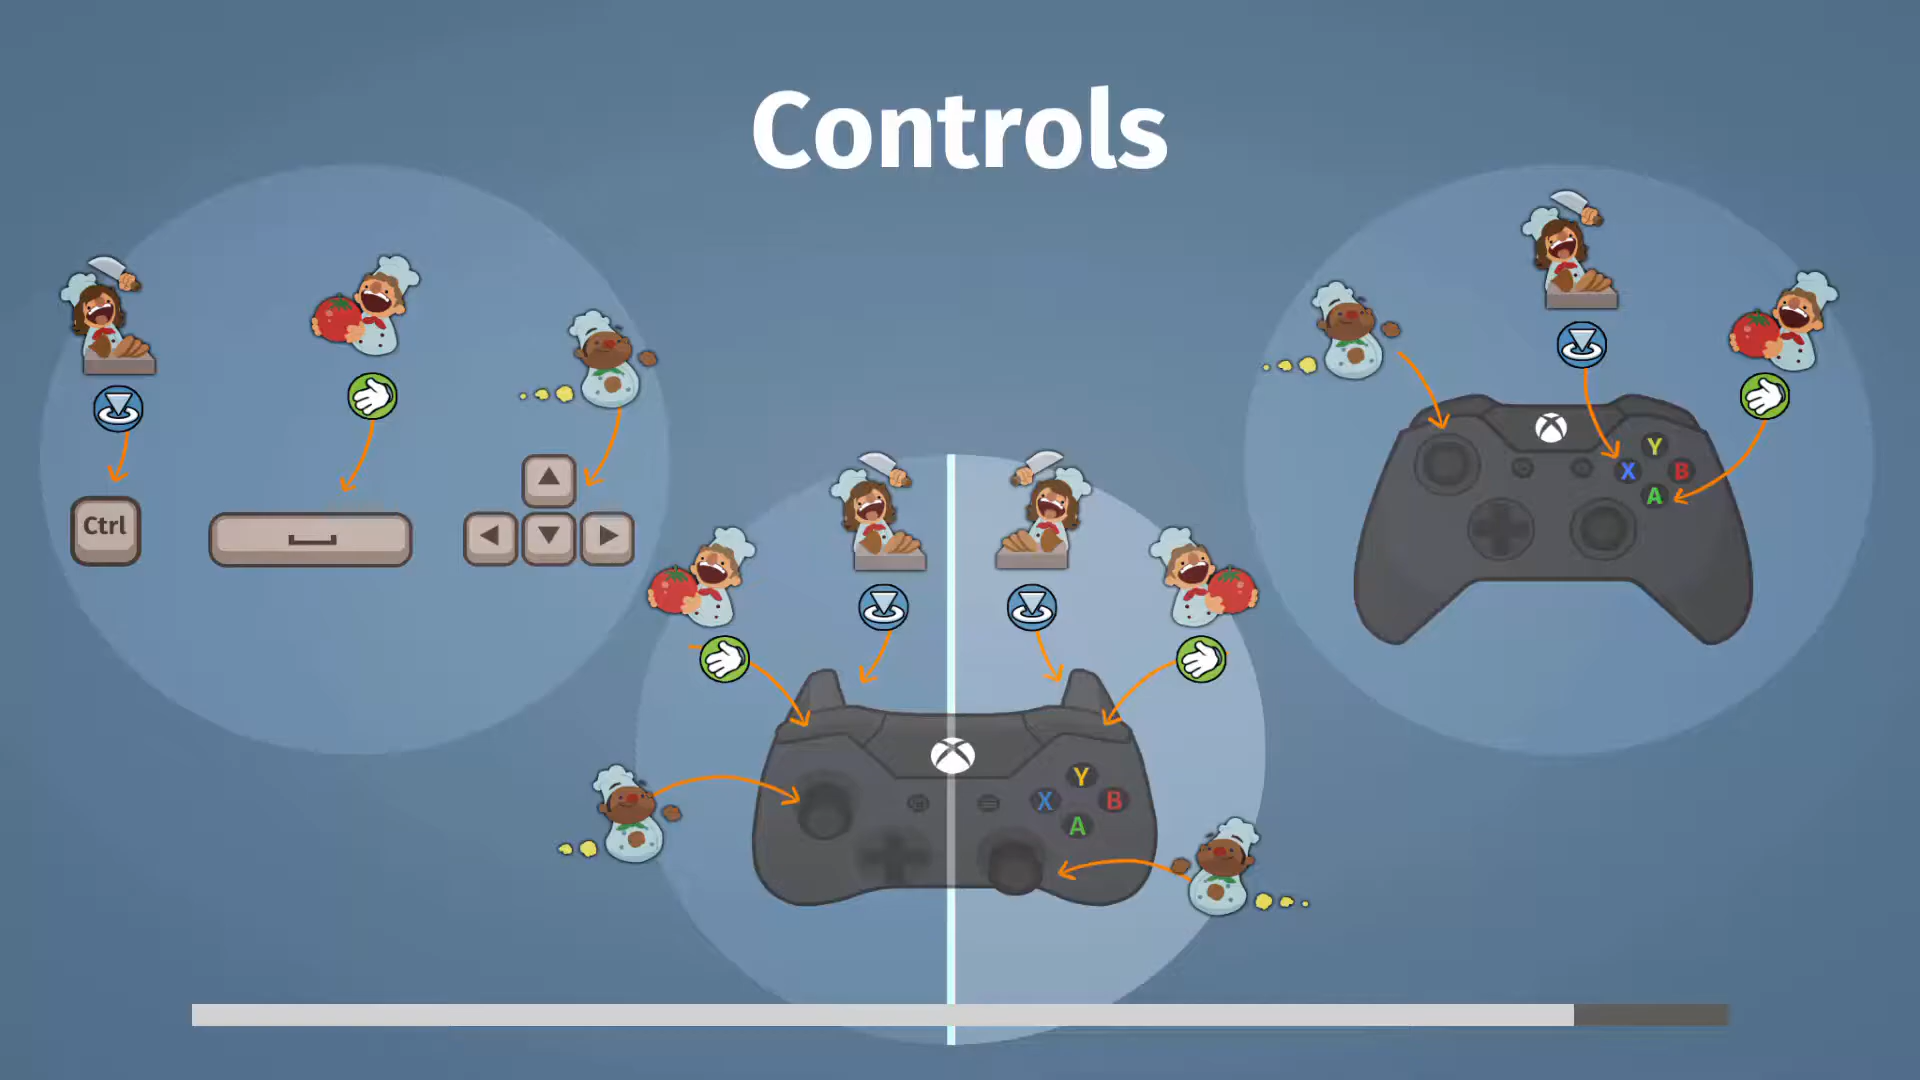 Controls
Ctrl
Y
X B
A
Y
X B
A